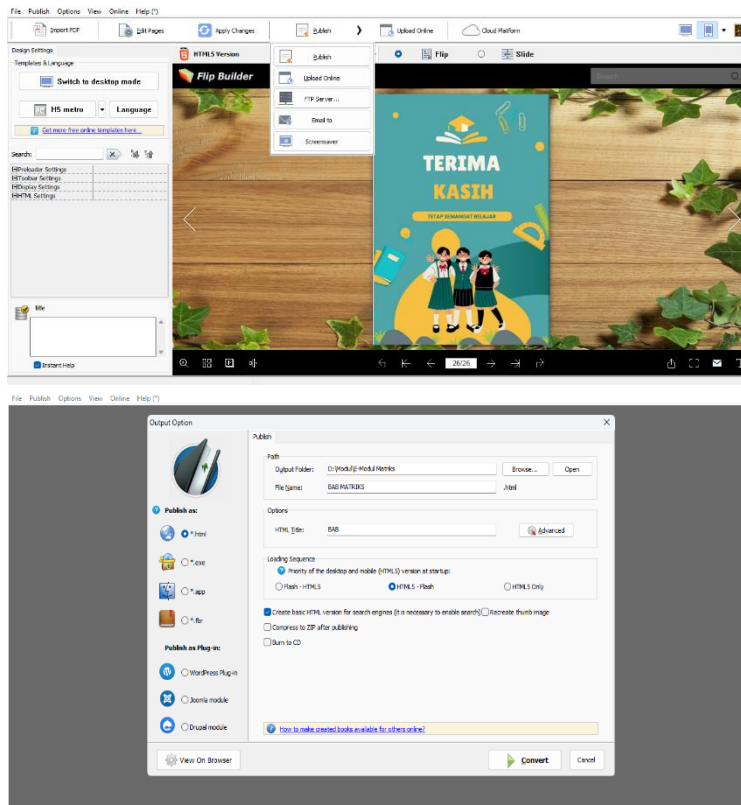 File Publish Options View Online Help (*)
Import PDF Edit Pages Apply Changes Publish Upload Online Cloud Platform
Design Settings
Templates & Language
Switch to desktop mode
H5 metro Language
Get more free online templates here...
Search:
Preloader Settings
Toolbar Settings
Display Settings
HTML Settings
title
Instant Help
HTML5 Version
Flip Slide
Publish
Upload Online
FTP Server...
Email to
Screensaver
Flip Builder
Search
TERIMA
KASIH
TETAP SEMANGAT BELAJAR
26/26
File Publish Options View Online Help (*)
Output Option
Publish as:
*.html
*.exe
*.app
*.fbr
Publish as Plug-in:
WordPress Plug-in
Joomla module
Drupal module
Publish
Path
Output Folder: D:\Modul\E-Modul Matriks Browse... Open
File Name: BAB MATRIKS .html
Options
HTML Title: BAB Advanced
Loading Sequence
Priority of the desktop and mobile (HTML5) version at startup:
Flash - HTML5 HTML5 - Flash HTML5 Only
Create basic HTML version for search engines (it is necessary to enable search) Recreate thumb image
Compress to ZIP after publishing
Burn to CD
How to make created books available for others online?
View On Browser Convert Cancel